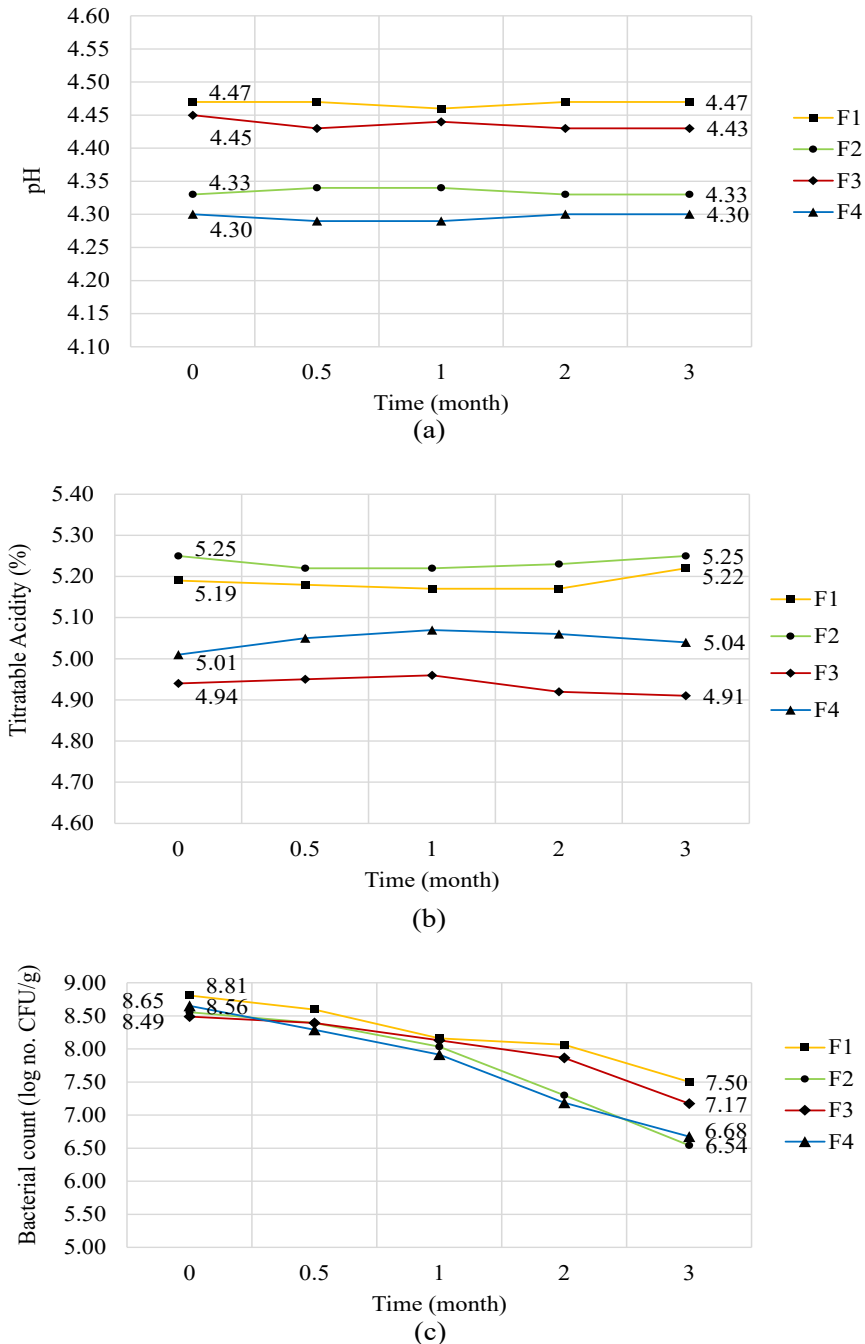 4.60
4.55
4.50
4.45
4.40
4.35
4.30
4.25
4.20
4.15
4.10
pH
4.47
4.45
4.33
4.30
4.47
4.43
4.33
4.30
F1
F2
F3
F4
0 0.5 1 2 3
Time (month)
(a)
5.40
5.30
5.20
5.10
5.00
4.90
4.80
4.70
4.60
Titratable Acidity (%)
5.25
5.19
5.01
4.94
5.25
5.22
5.04
4.91
F1
F2
F3
F4
0 0.5 1 2 3
Time (month)
(b)
9.00
8.50
8.00
7.50
7.00
6.50
6.00
5.50
5.00
Bacterial count (log no. CFU/g)
8.81
8.65
8.56
8.49
7.50
7.17
6.68
6.54
F1
F2
F3
F4
0 0.5 1 2 3
Time (month)
(c)